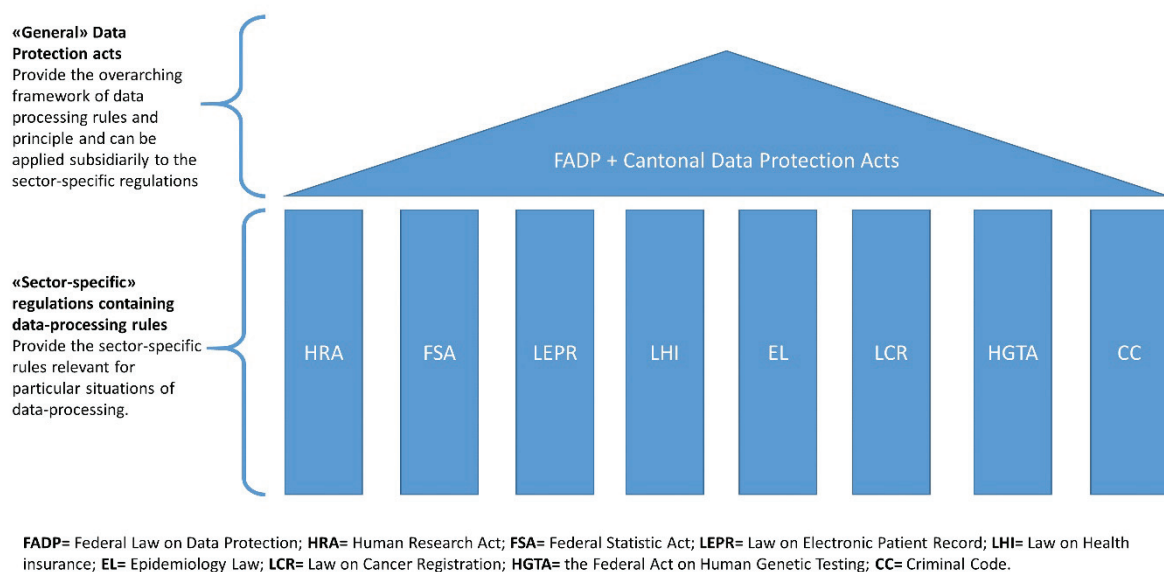 «General» Data
Protection acts
Provide the overarching
framework of data
processing rules and
principle and can be
applied subsidiarily to the
sector-specific regulations
FADP + Cantonal Data Protection Acts
«Sector-specific»
regulations containing
data-processing rules
Provide the sector-specific
rules relevant for
particular situations of
data-processing.
HRA
FSA
LEPR
LHI
EL
LCR
HGTA
CC
FADP= Federal Law on Data Protection; HRA= Human Research Act; FSA= Federal Statistic Act; LEPR= Law on Electronic Patient Record; LHI= Law on Health
insurance; EL= Epidemiology Law; LCR= Law on Cancer Registration; HGTA= the Federal Act on Human Genetic Testing; CC= Criminal Code.